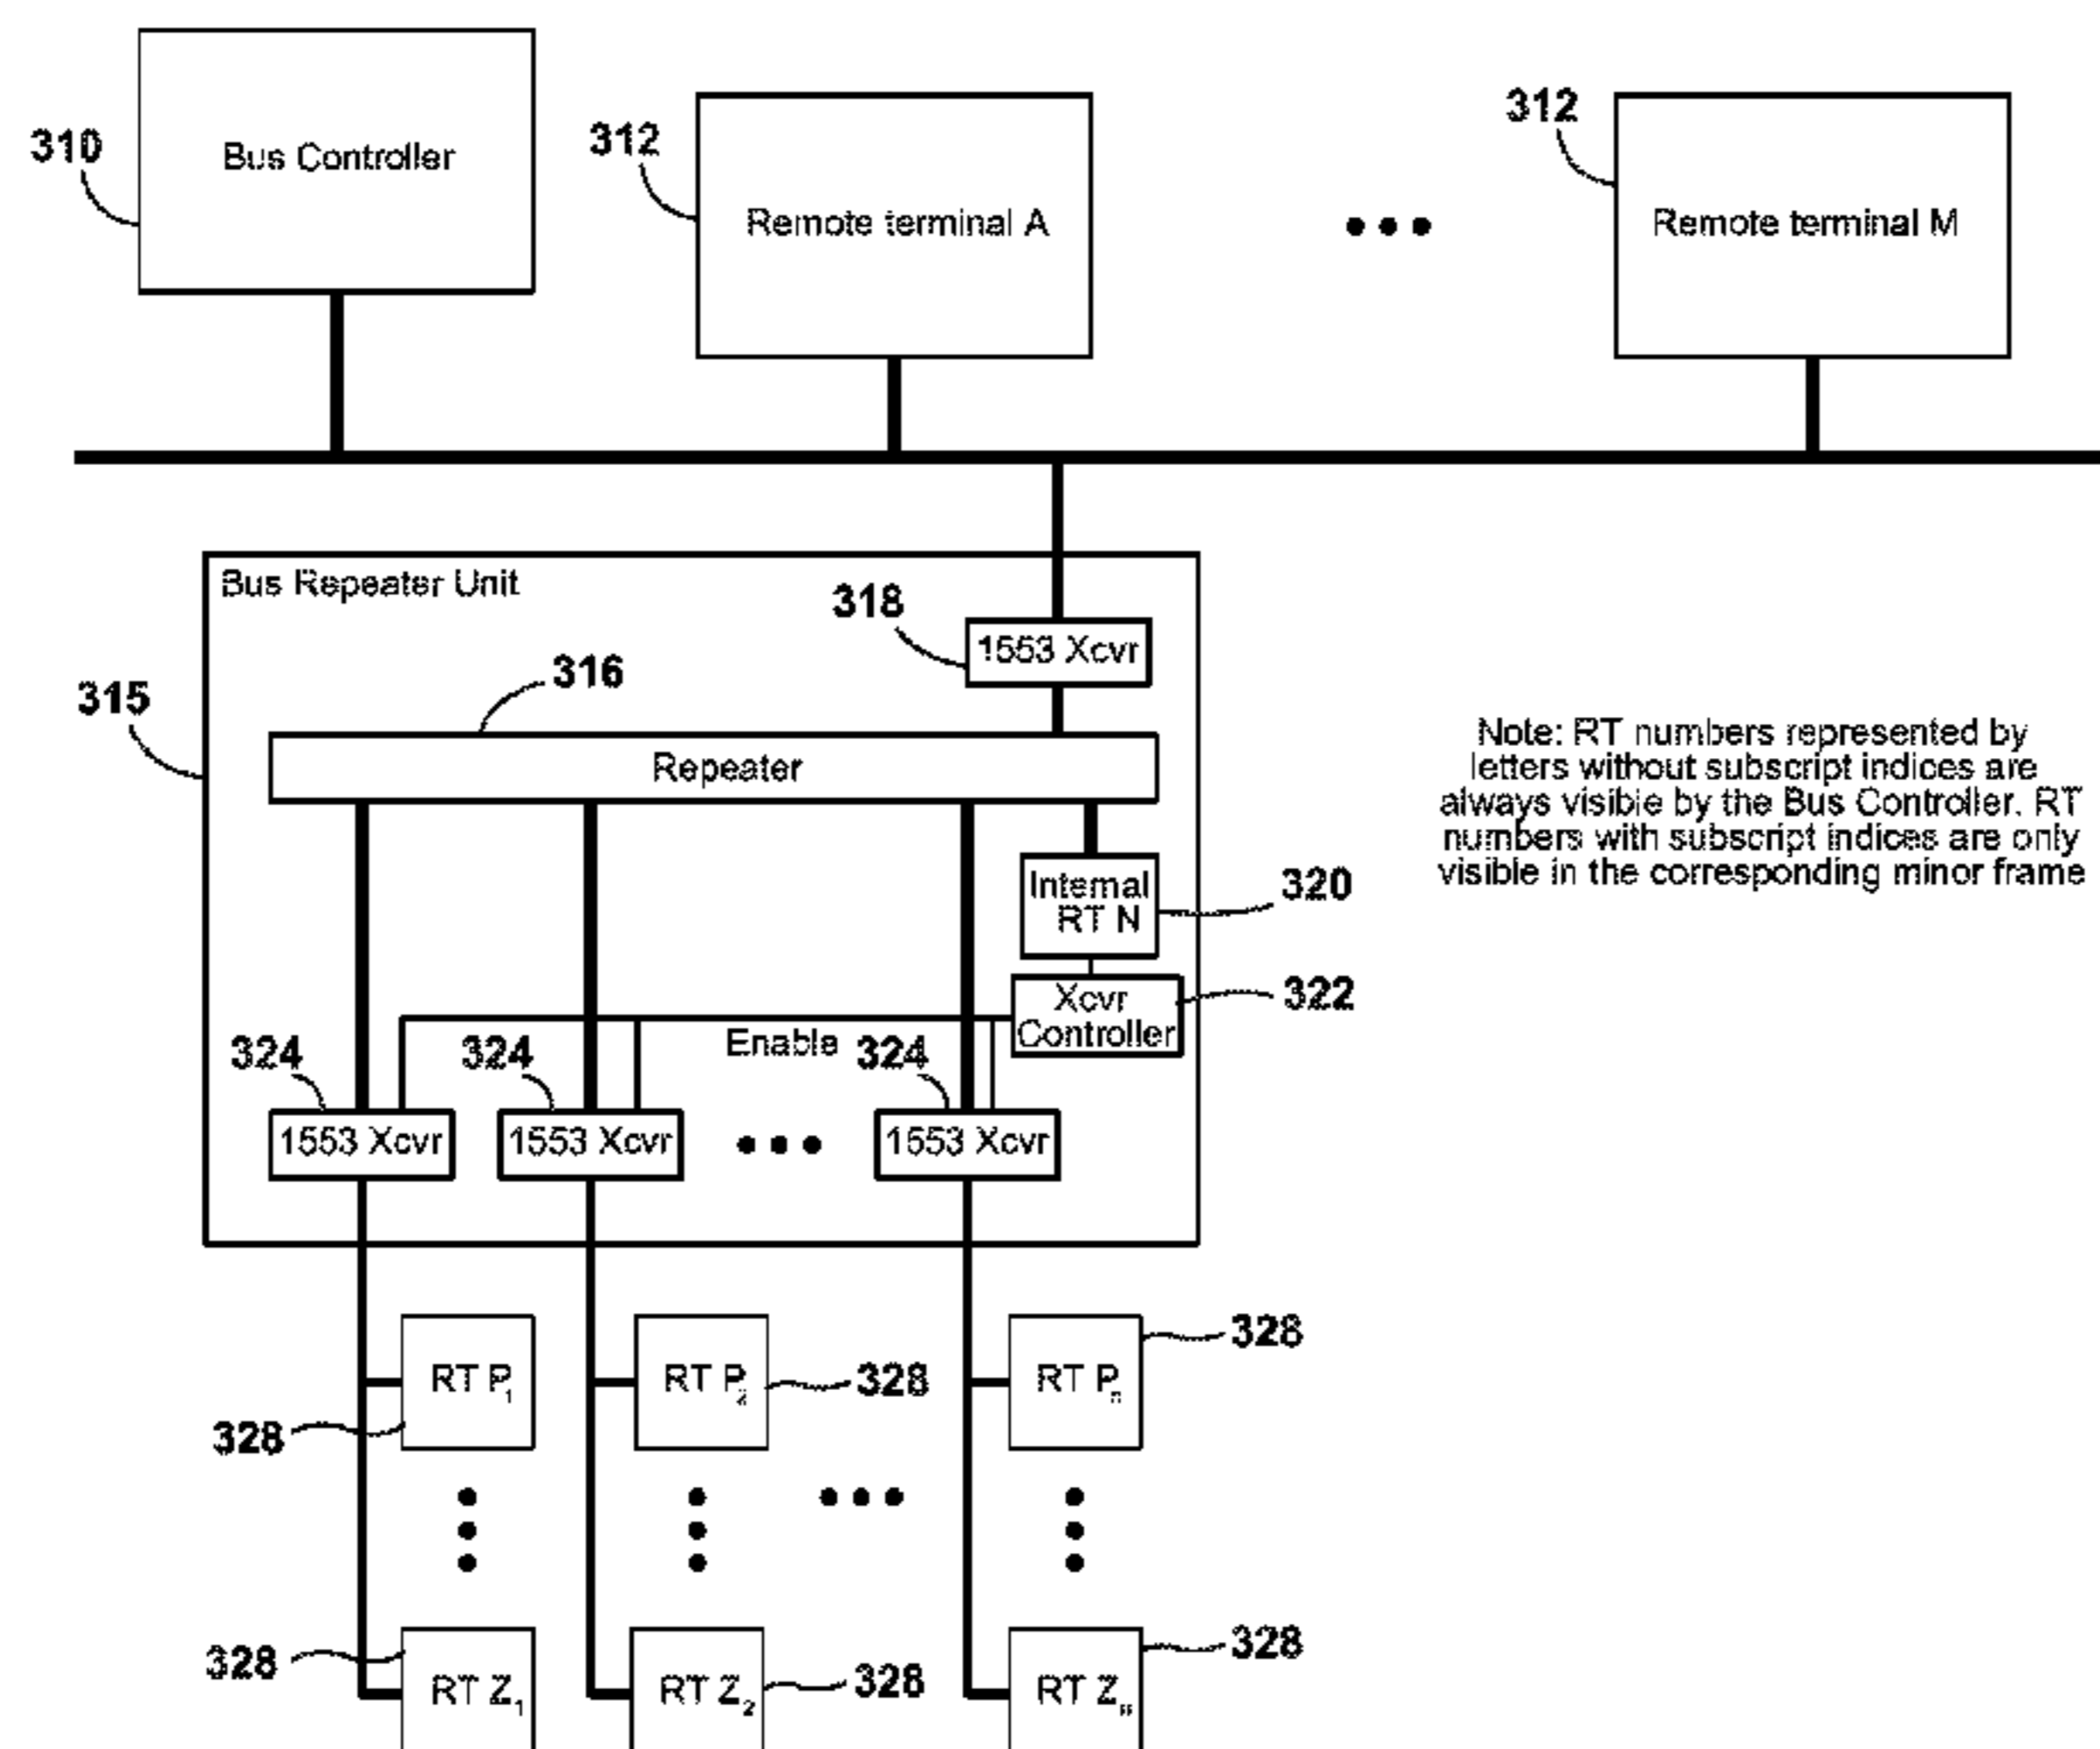 310
Bus Controller
312
Remote terminal A
312
Remote terminal M
Bus Repeater Unit
318
1553 Xcvr
315
316
Repeater
Note: RT numbers represented by
letters without subscript indices are
always visible by the Bus Controller. RT
numbers with subscript indices are only
visible in the corresponding minor frame
Internal
RT N
320
Xcvr
Controller
322
Enable
324
324
324
1553 Xcvr
1553 Xcvr
1553 Xcvr
RT P1
328
RT P2
328
RT Pn
328
RT Z1
328
RT Z2
328
RT Zn
328